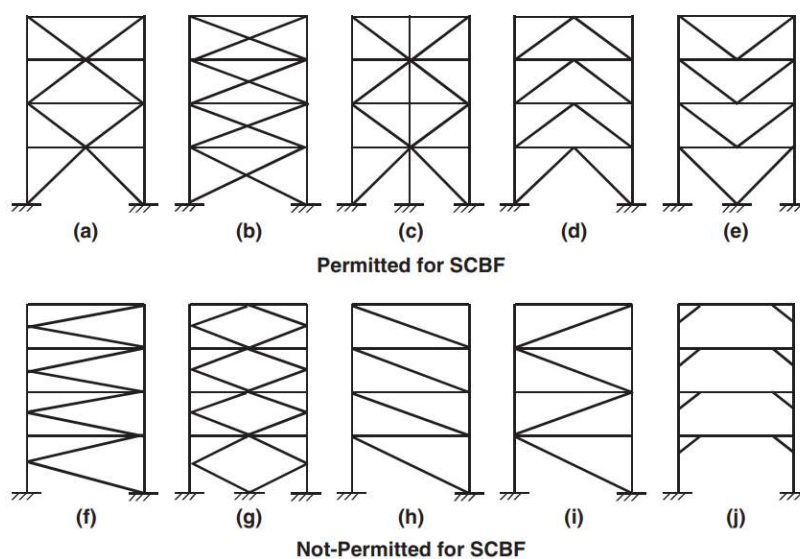 (a) (b) (c) (d) (e)
Permitted for SCBF
(f) (g) (h) (i) (j)
Not-Permitted for SCBF